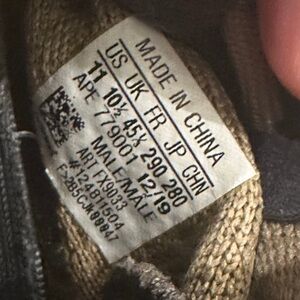 MADE IN CHINA
US UK FR JP CHN
11 10½ 45⅓ 290 280
APE 779001 12/19
MALE/MALE
ART FX9033
#124811504